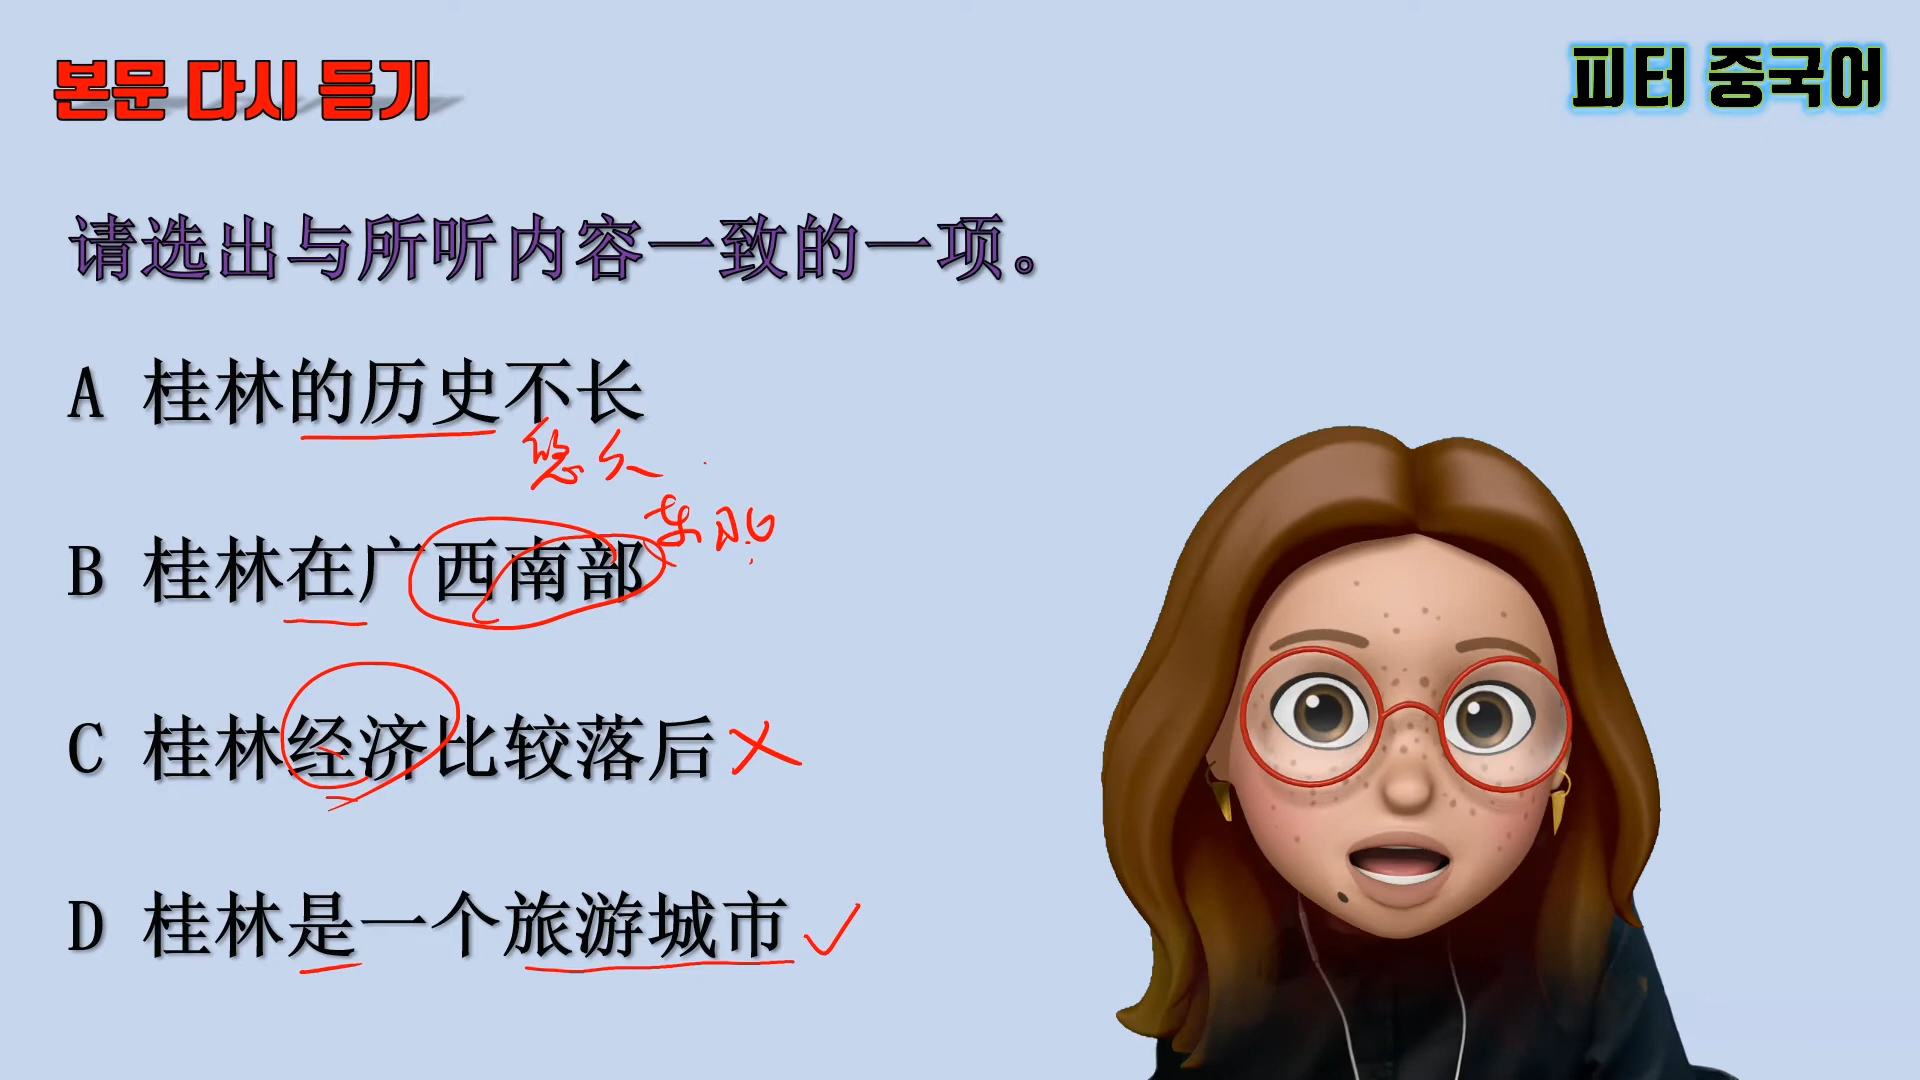 본문 다시 듣기
피터 중국어
请选出与所听内容一致的一项。
A 桂林的历史不长
悠久
B 桂林在广西南部
东北
C 桂林经济比较落后
D 桂林是一个旅游城市